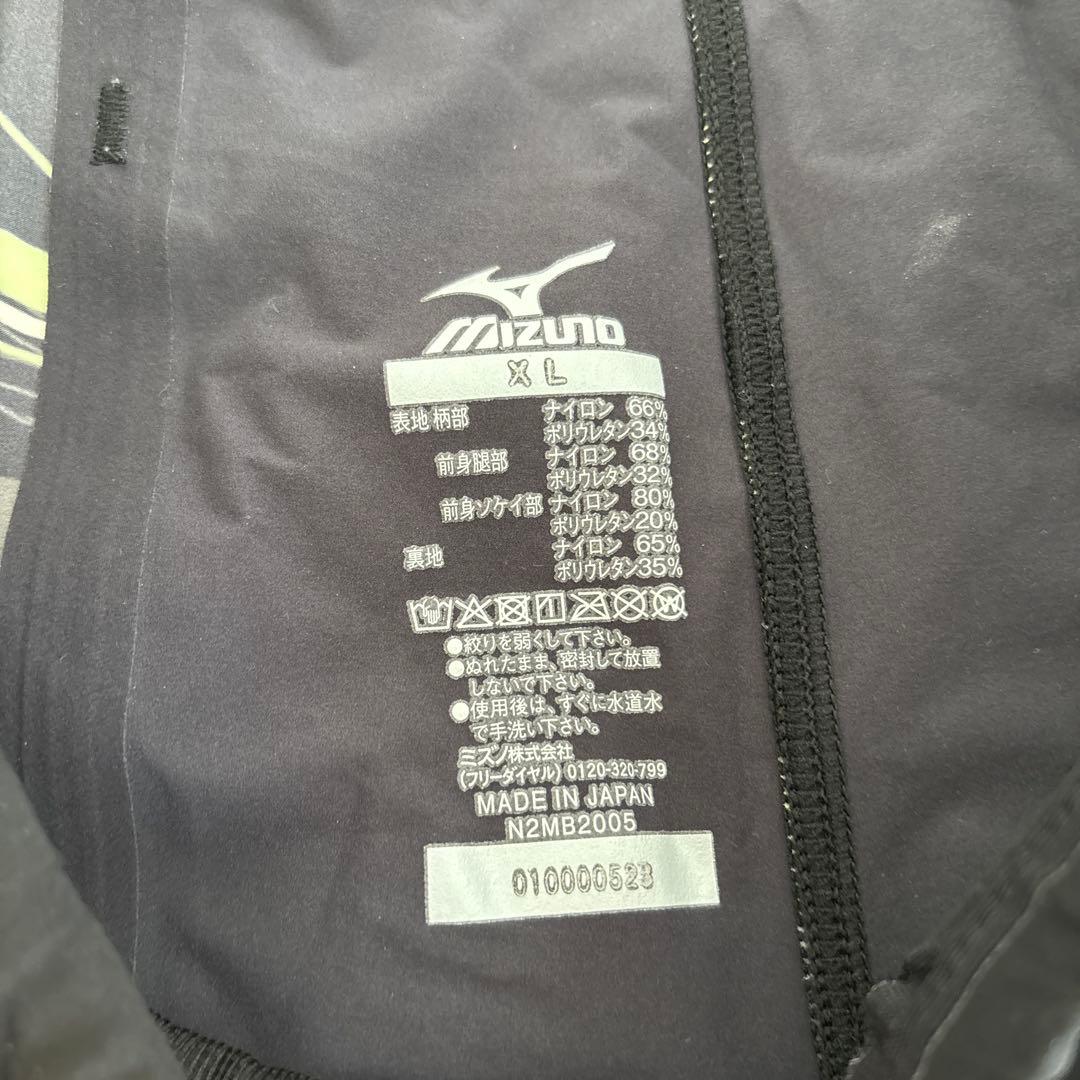 MIZUNO
XL
表地 柄部 ナイロン 66%
ポリウレタン34%
前身腿部 ナイロン 68%
ポリウレタン32%
前身ソケイ部 ナイロン 80%
ポリウレタン20%
裏地 ナイロン 65%
ポリウレタン35%
●絞りを弱くして下さい。
●ぬれたまま、密封して放置
しないで下さい。
●使用後は、すぐに水道水
で手洗い下さい。
ミズノ株式会社
(フリーダイヤル) 0120-320-799
MADE IN JAPAN
N2MB2005
010000523